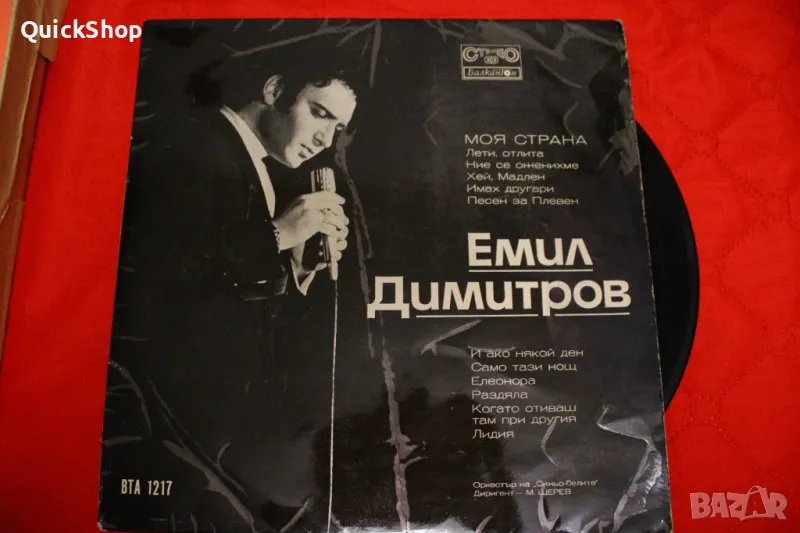 QuickShop
СТЕРЕО
Балкантон
МОЯ СТРАНА
Лети, отлита
Ние се оженихме
Хей, Мадлен
Имах другари
Песен за Плевен
Емил
Димитров
И ако някой ден
Само тази нощ
Елеонора
Раздяла
Когато отиваш
там при другия
Лидия
ВТА 1217
Оркестър на „Синьо-белите"
Диригент — М. ЩЕРЕВ
BAZAR